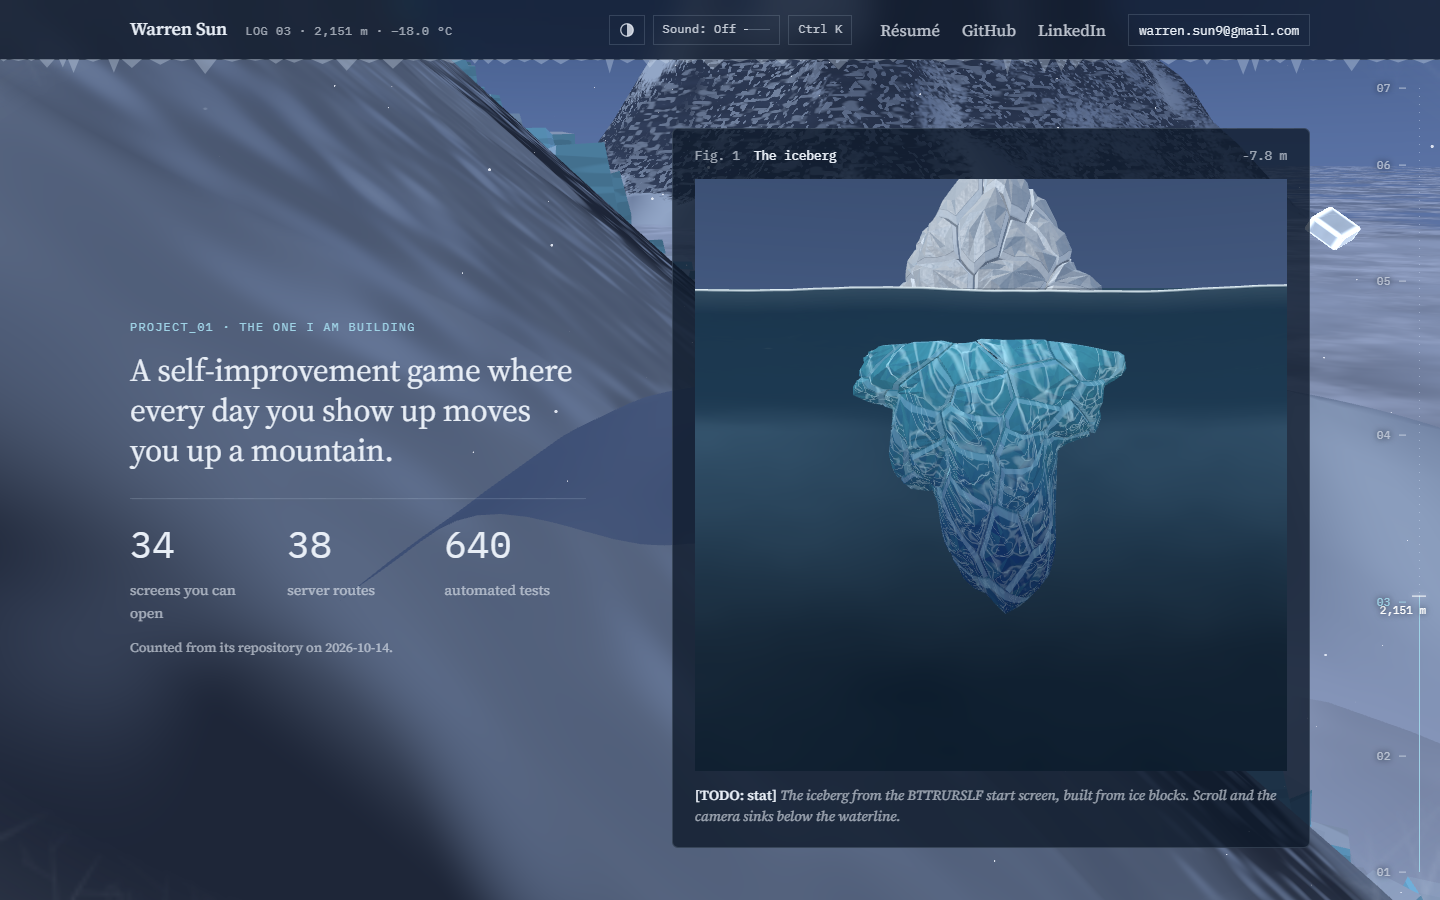 Warren Sun LOG 03 · 2,151 m · −18.0 °C Sound: Off Ctrl K Résumé GitHub LinkedIn warren.sun9@gmail.com
07
06
05
04
03
2,151 m
02
01
PROJECT_01 · THE ONE I AM BUILDING
A self-improvement game where
every day you show up moves
you up a mountain.
34 38 640
screens you can server routes automated tests
open
Counted from its repository on 2026-10-14.
Fig. 1 The iceberg -7.8 m
[TODO: stat] The iceberg from the BTTRURSLF start screen, built from ice blocks. Scroll and the
camera sinks below the waterline.